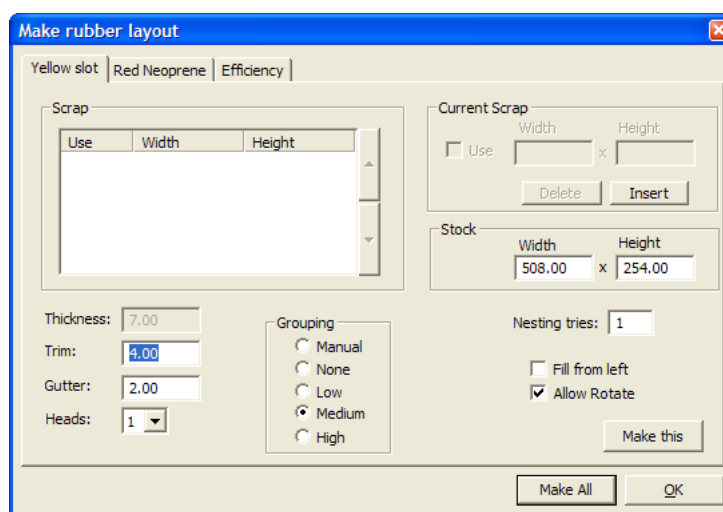 Make rubber layout
Yellow slot Red Neoprene Efficiency
Scrap
Use Width Height
Current Scrap
Width Height
Use x
Delete Insert
Stock
Width Height
508.00 x 254.00
Thickness: 7.00
Trim: 4.00
Gutter: 2.00
Heads: 1
Grouping
Manual
None
Low
Medium
High
Nesting tries: 1
Fill from left
Allow Rotate
Make this
Make All OK